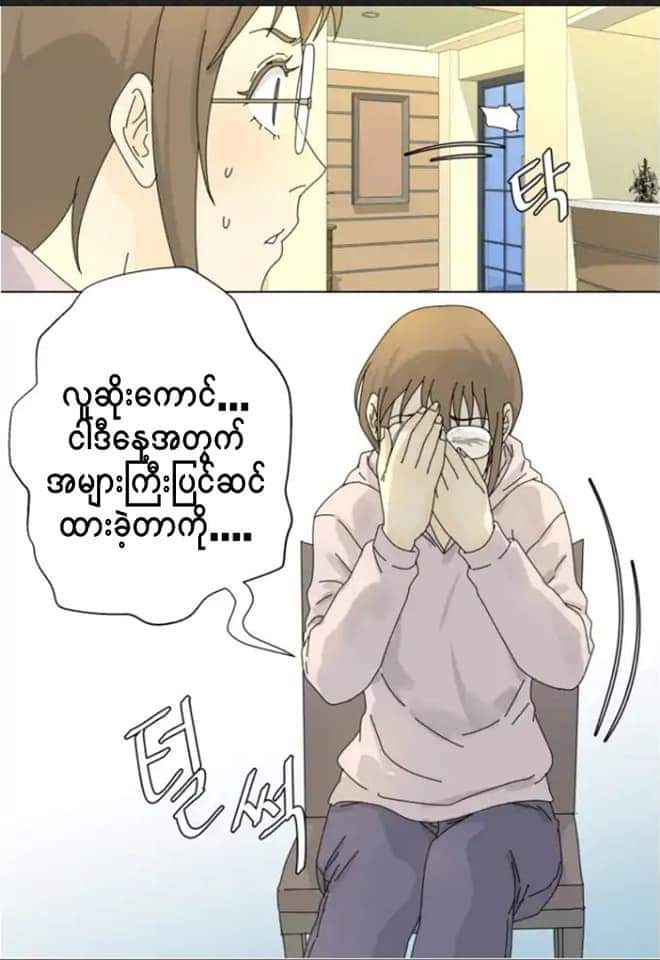 탁
လူဆိုးကောင်...
ငါဒီနေ့အတွက်
အများကြီးပြင်ဆင်
ထားခဲ့တာကို....
털썩